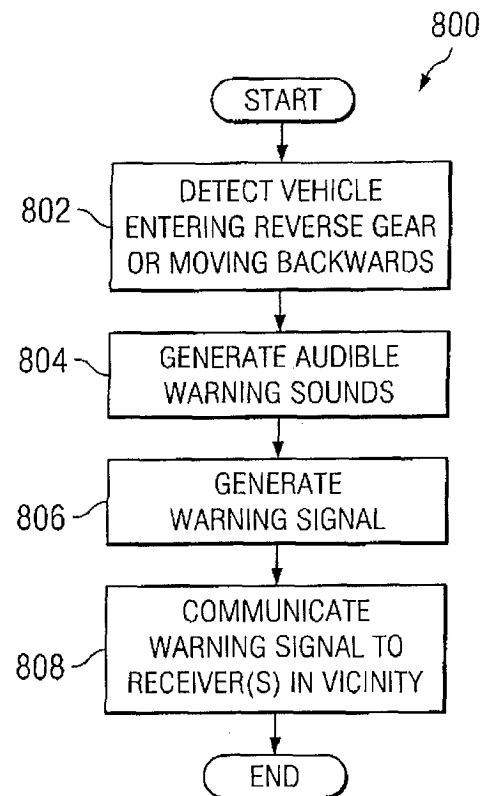 800
START
802
DETECT VEHICLE
ENTERING REVERSE GEAR
OR MOVING BACKWARDS
804
GENERATE AUDIBLE
WARNING SOUNDS
806
GENERATE
WARNING SIGNAL
808
COMMUNICATE
WARNING SIGNAL TO
RECEIVER(S) IN VICINITY
END